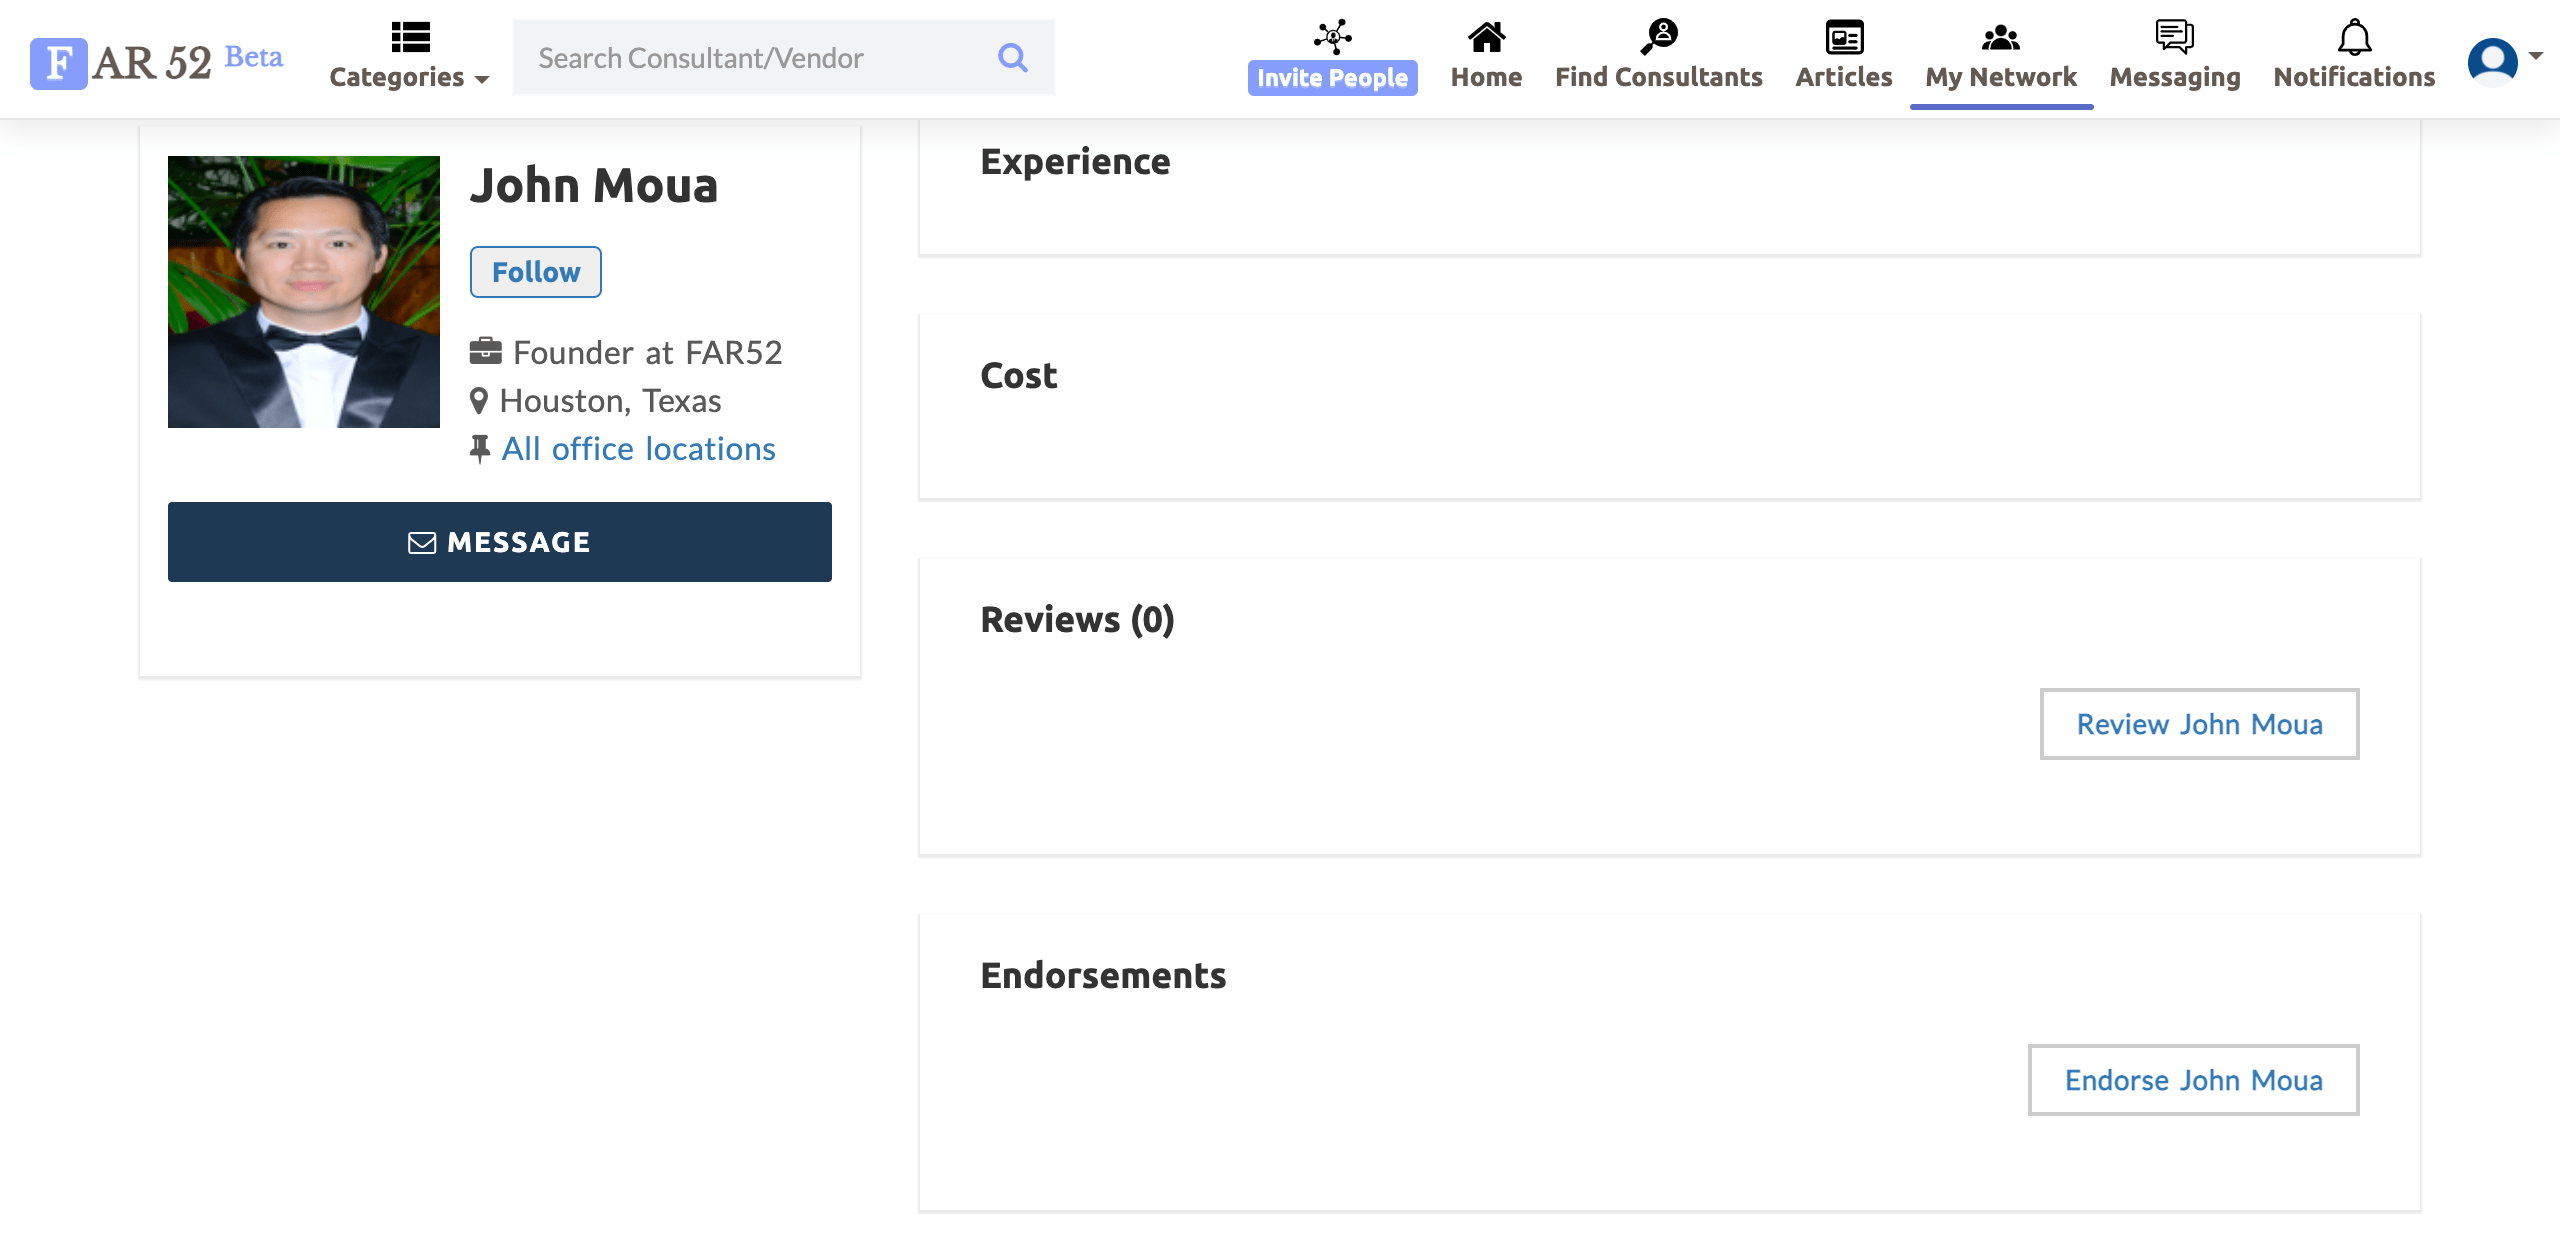 FAR 52 Beta
Categories
Search Consultant/Vendor
Invite People
Home
Find Consultants
Articles
My Network
Messaging
Notifications
John Moua
Follow
Founder at FAR52
Houston, Texas
All office locations
MESSAGE
Experience
Cost
Reviews (0)
Review John Moua
Endorsements
Endorse John Moua